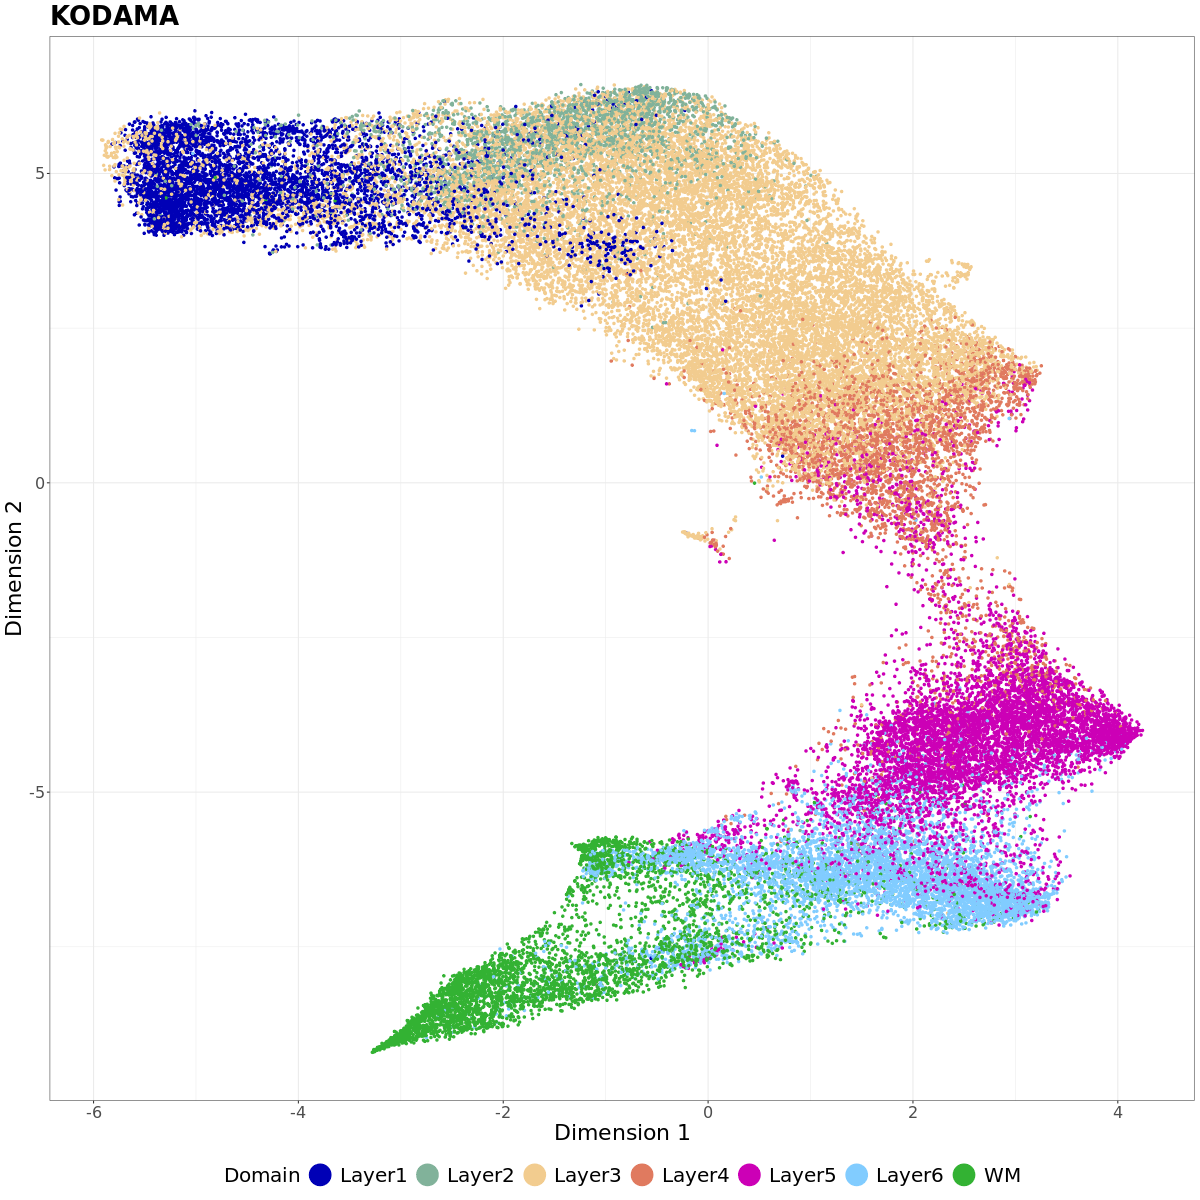 KODAMA
Dimension 2
5
0
-5
-6 -4 -2 0 2 4
Dimension 1
Domain Layer1 Layer2 Layer3 Layer4 Layer5 Layer6 WM